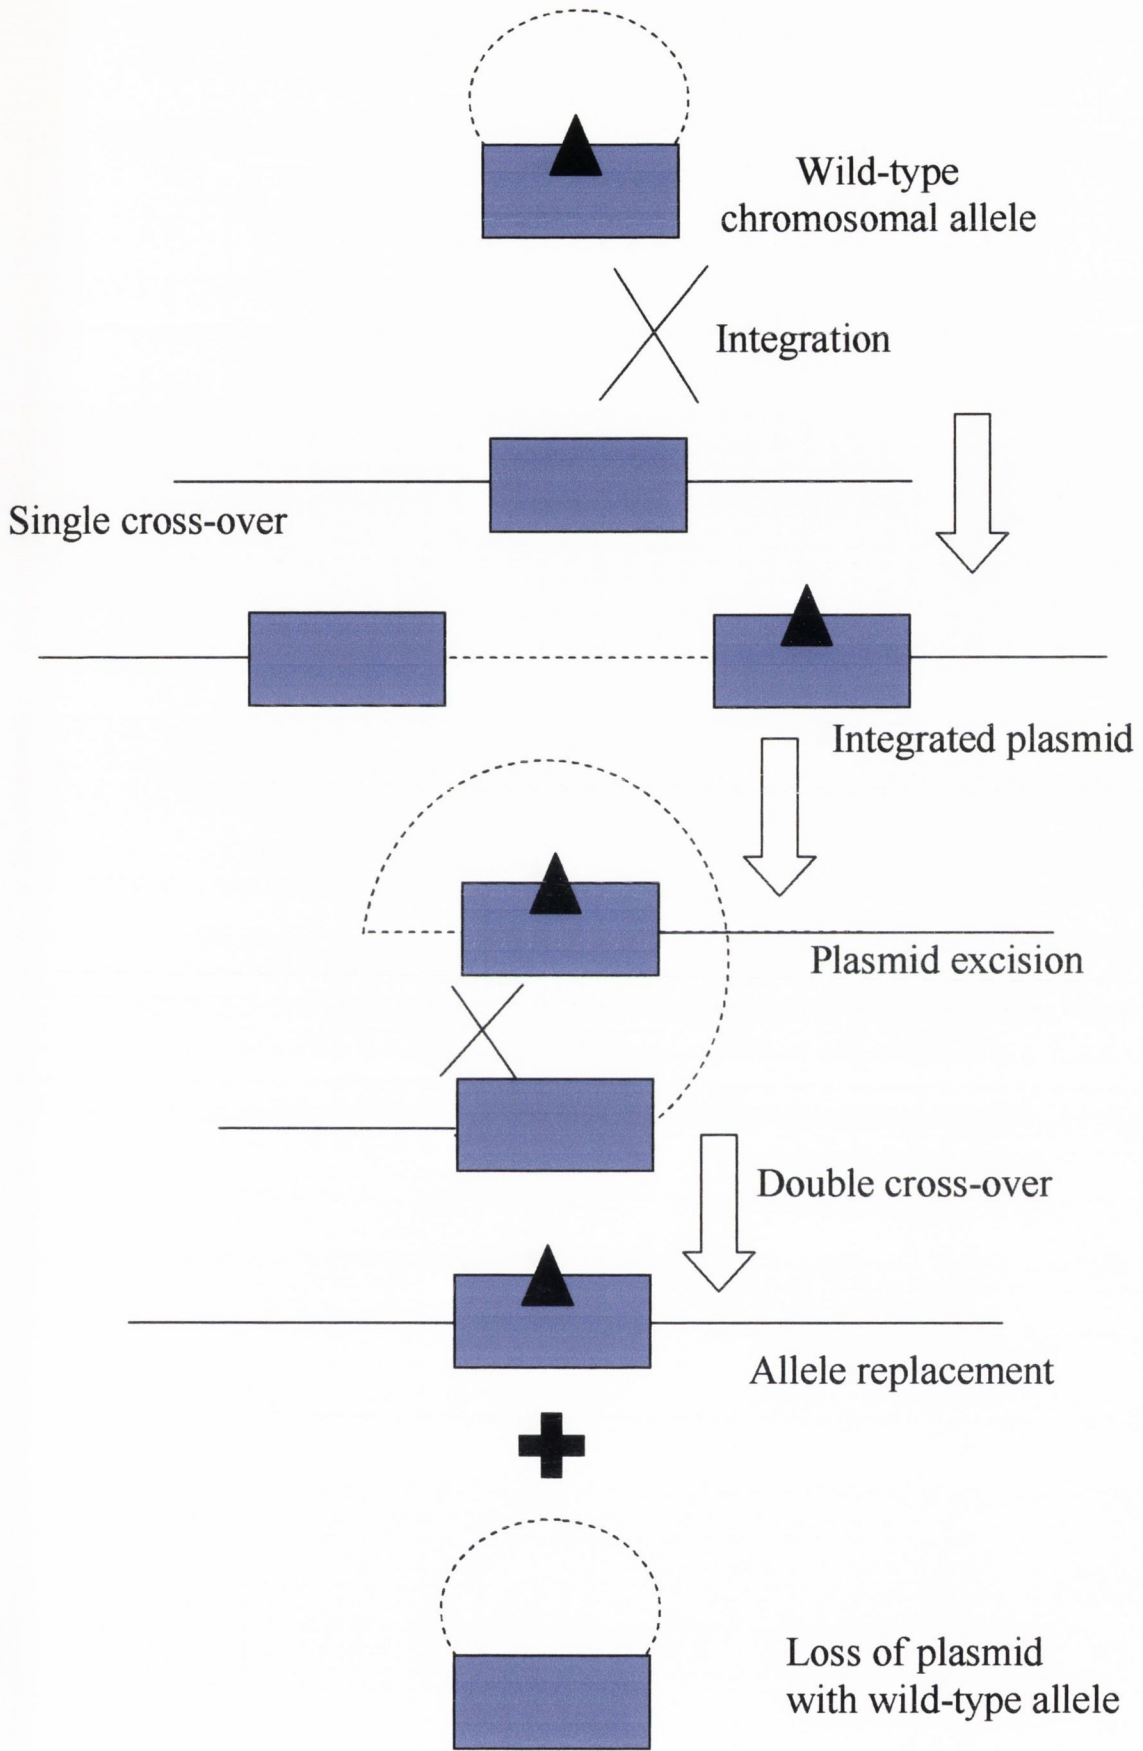 Wild-type
chromosomal allele
Integration
Single cross-over
Integrated plasmid
Plasmid excision
Double cross-over
Allele replacement
Loss of plasmid
with wild-type allele